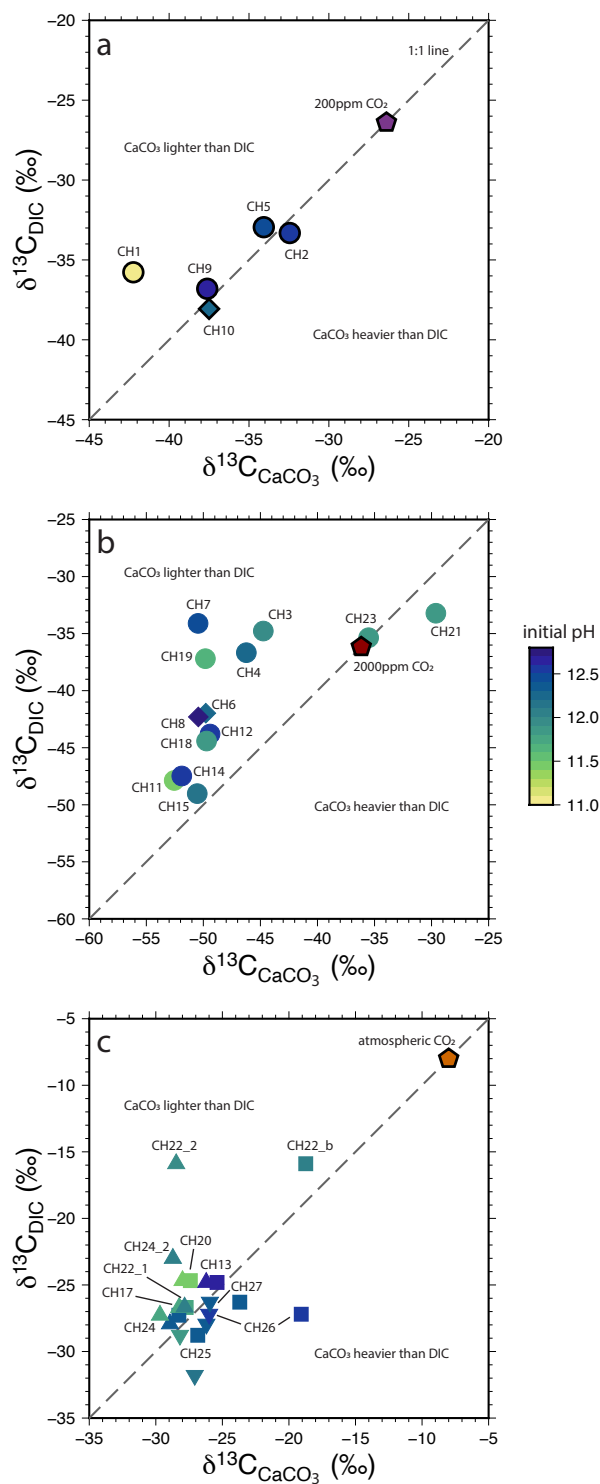 a
1:1 line
200ppm CO₂
CaCO₃ lighter than DIC
CH5
CH2
CH1
CH9
CH10
CaCO₃ heavier than DIC
−20
−25
−30
−35
−40
−45
δ¹³C_DIC (‰)
−45 −40 −35 −30 −25 −20
δ¹³C_CaCO₃ (‰)
b
CaCO₃ lighter than DIC
CH7
CH3
CH23
CH21
CH19
CH4
2000ppm CO₂
CH6
CH8
CH12
CH18
CH14
CH11
CH15
CaCO₃ heavier than DIC
−25
−30
−35
−40
−45
−50
−55
−60
δ¹³C_DIC (‰)
−60 −55 −50 −45 −40 −35 −30 −25
δ¹³C_CaCO₃ (‰)
initial pH
12.5
12.0
11.5
11.0
c
atmospheric CO₂
CaCO₃ lighter than DIC
CH22_2
CH22_b
CH24_2
CH20
CH22_1
CH13
CH17
CH27
CH24
CH26
CH25
CaCO₃ heavier than DIC
−5
−10
−15
−20
−25
−30
−35
δ¹³C_DIC (‰)
−35 −30 −25 −20 −15 −10 −5
δ¹³C_CaCO₃ (‰)